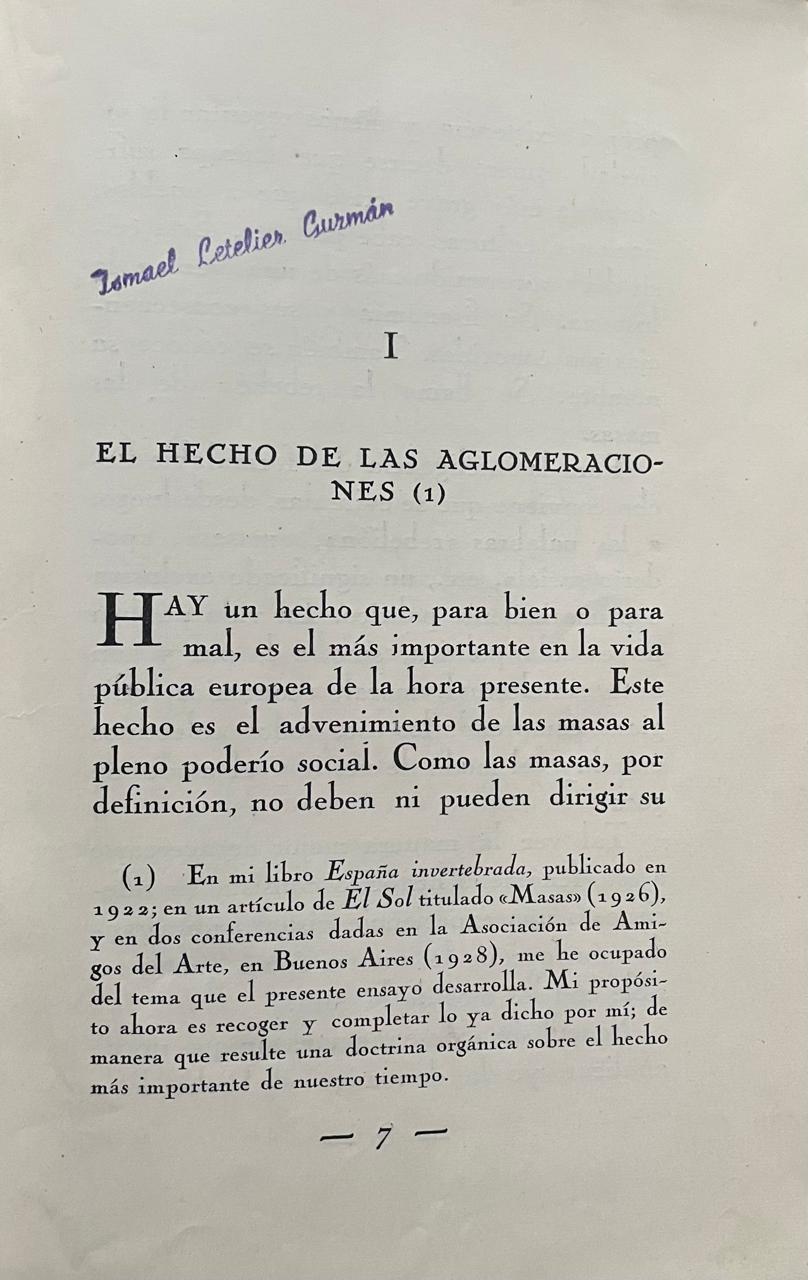 Ismael Letelier Guzmán
I
EL HECHO DE LAS AGLOMERACIO-
NES (1)
HAY un hecho que, para bien o para
mal, es el más importante en la vida
pública europea de la hora presente. Este
hecho es el advenimiento de las masas al
pleno poderío social. Como las masas, por
definición, no deben ni pueden dirigir su
(1) En mi libro España invertebrada, publicado en
1922; en un artículo de El Sol titulado «Masas» (1926),
y en dos conferencias dadas en la Asociación de Ami-
gos del Arte, en Buenos Aires (1928), me he ocupado
del tema que el presente ensayo desarrolla. Mi propósi-
to ahora es recoger y completar lo ya dicho por mí; de
manera que resulte una doctrina orgánica sobre el hecho
más importante de nuestro tiempo.
— 7 —